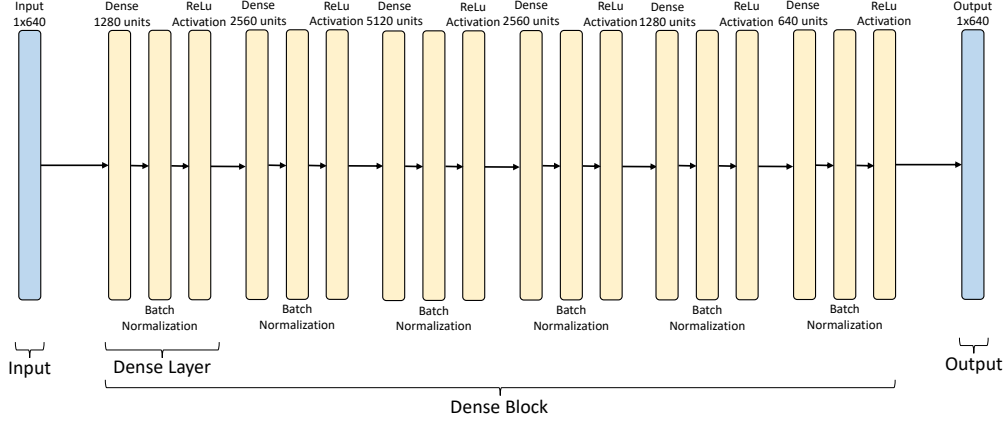 Input
1x640
Dense
1280 units
ReLu
Activation
Dense
2560 units
ReLu
Activation
Dense
5120 units
ReLu
Activation
Dense
2560 units
ReLu
Activation
Dense
1280 units
ReLu
Activation
Dense
640 units
ReLu
Activation
Output
1x640
Batch
Normalization
Batch
Normalization
Batch
Normalization
Batch
Normalization
Batch
Normalization
Batch
Normalization
Input
Dense Layer
Output
Dense Block